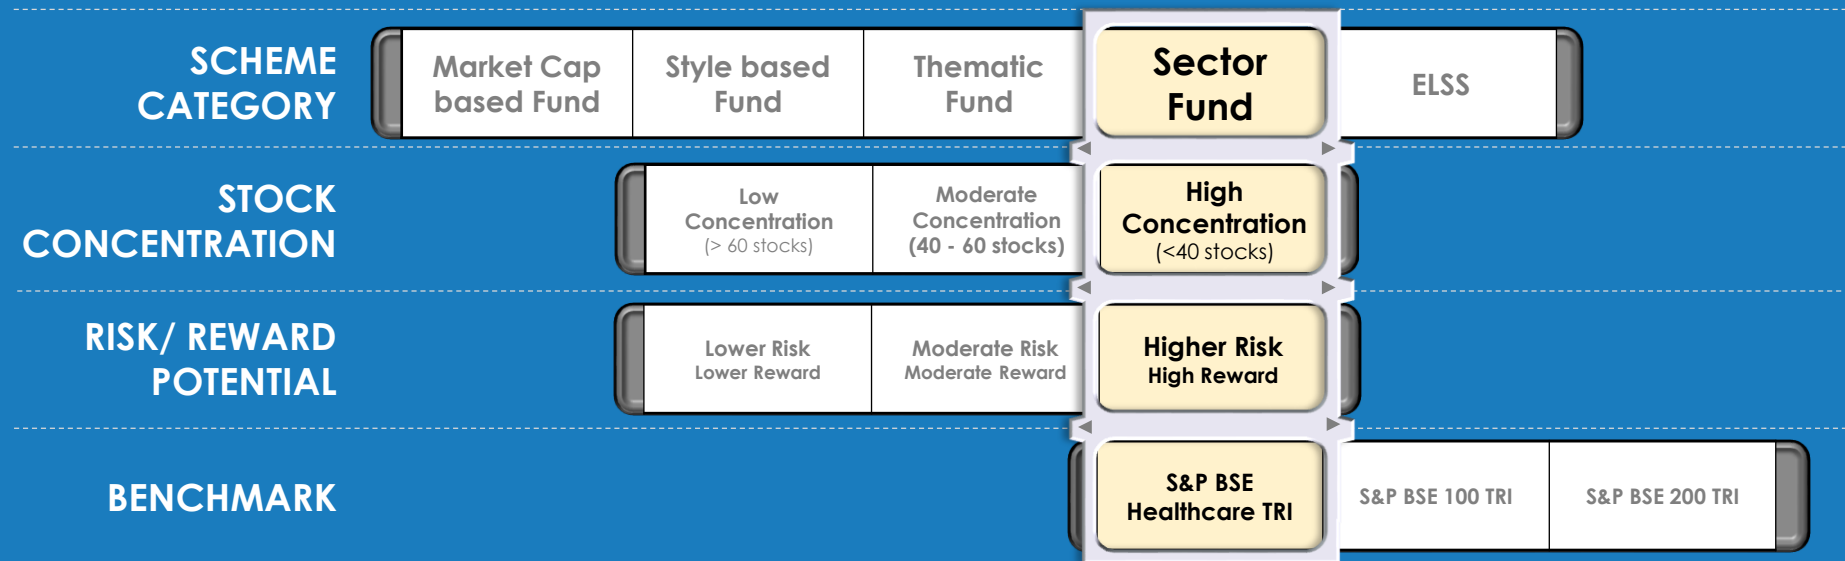 SCHEME
CATEGORY
Market Cap
based Fund
Style based
Fund
Thematic
Fund
Sector
Fund
ELSS
STOCK
CONCENTRATION
Low
Concentration
(> 60 stocks)
Moderate
Concentration
(40 - 60 stocks)
High
Concentration
(<40 stocks)
RISK/ REWARD
POTENTIAL
Lower Risk
Lower Reward
Moderate Risk
Moderate Reward
Higher Risk
High Reward
BENCHMARK
S&P BSE
Healthcare TRI
S&P BSE 100 TRI
S&P BSE 200 TRI